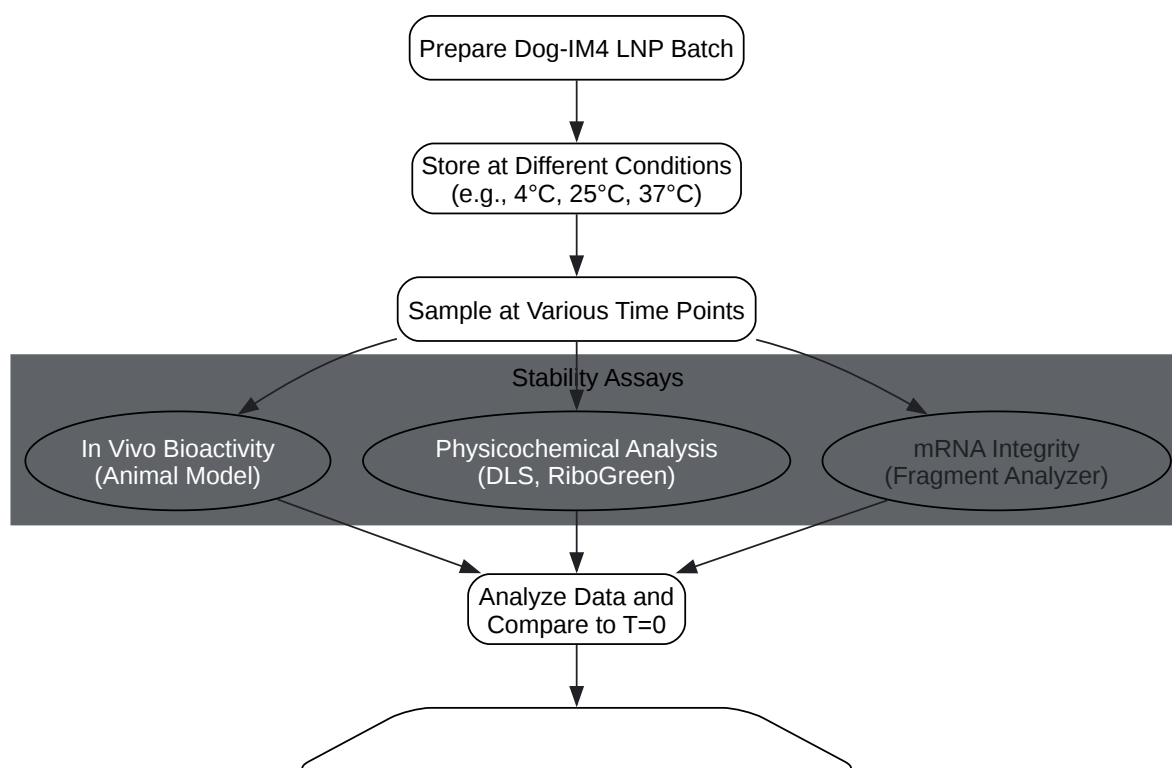 Prepare Dog-IM4 LNP Batch
Store at Different Conditions
(e.g., 4°C, 25°C, 37°C)
Sample at Various Time Points
Stability Assays
In Vivo Bioactivity
(Animal Model)
Physicochemical Analysis
(DLS, RiboGreen)
mRNA Integrity
(Fragment Analyzer)
Analyze Data and
Compare to T=0